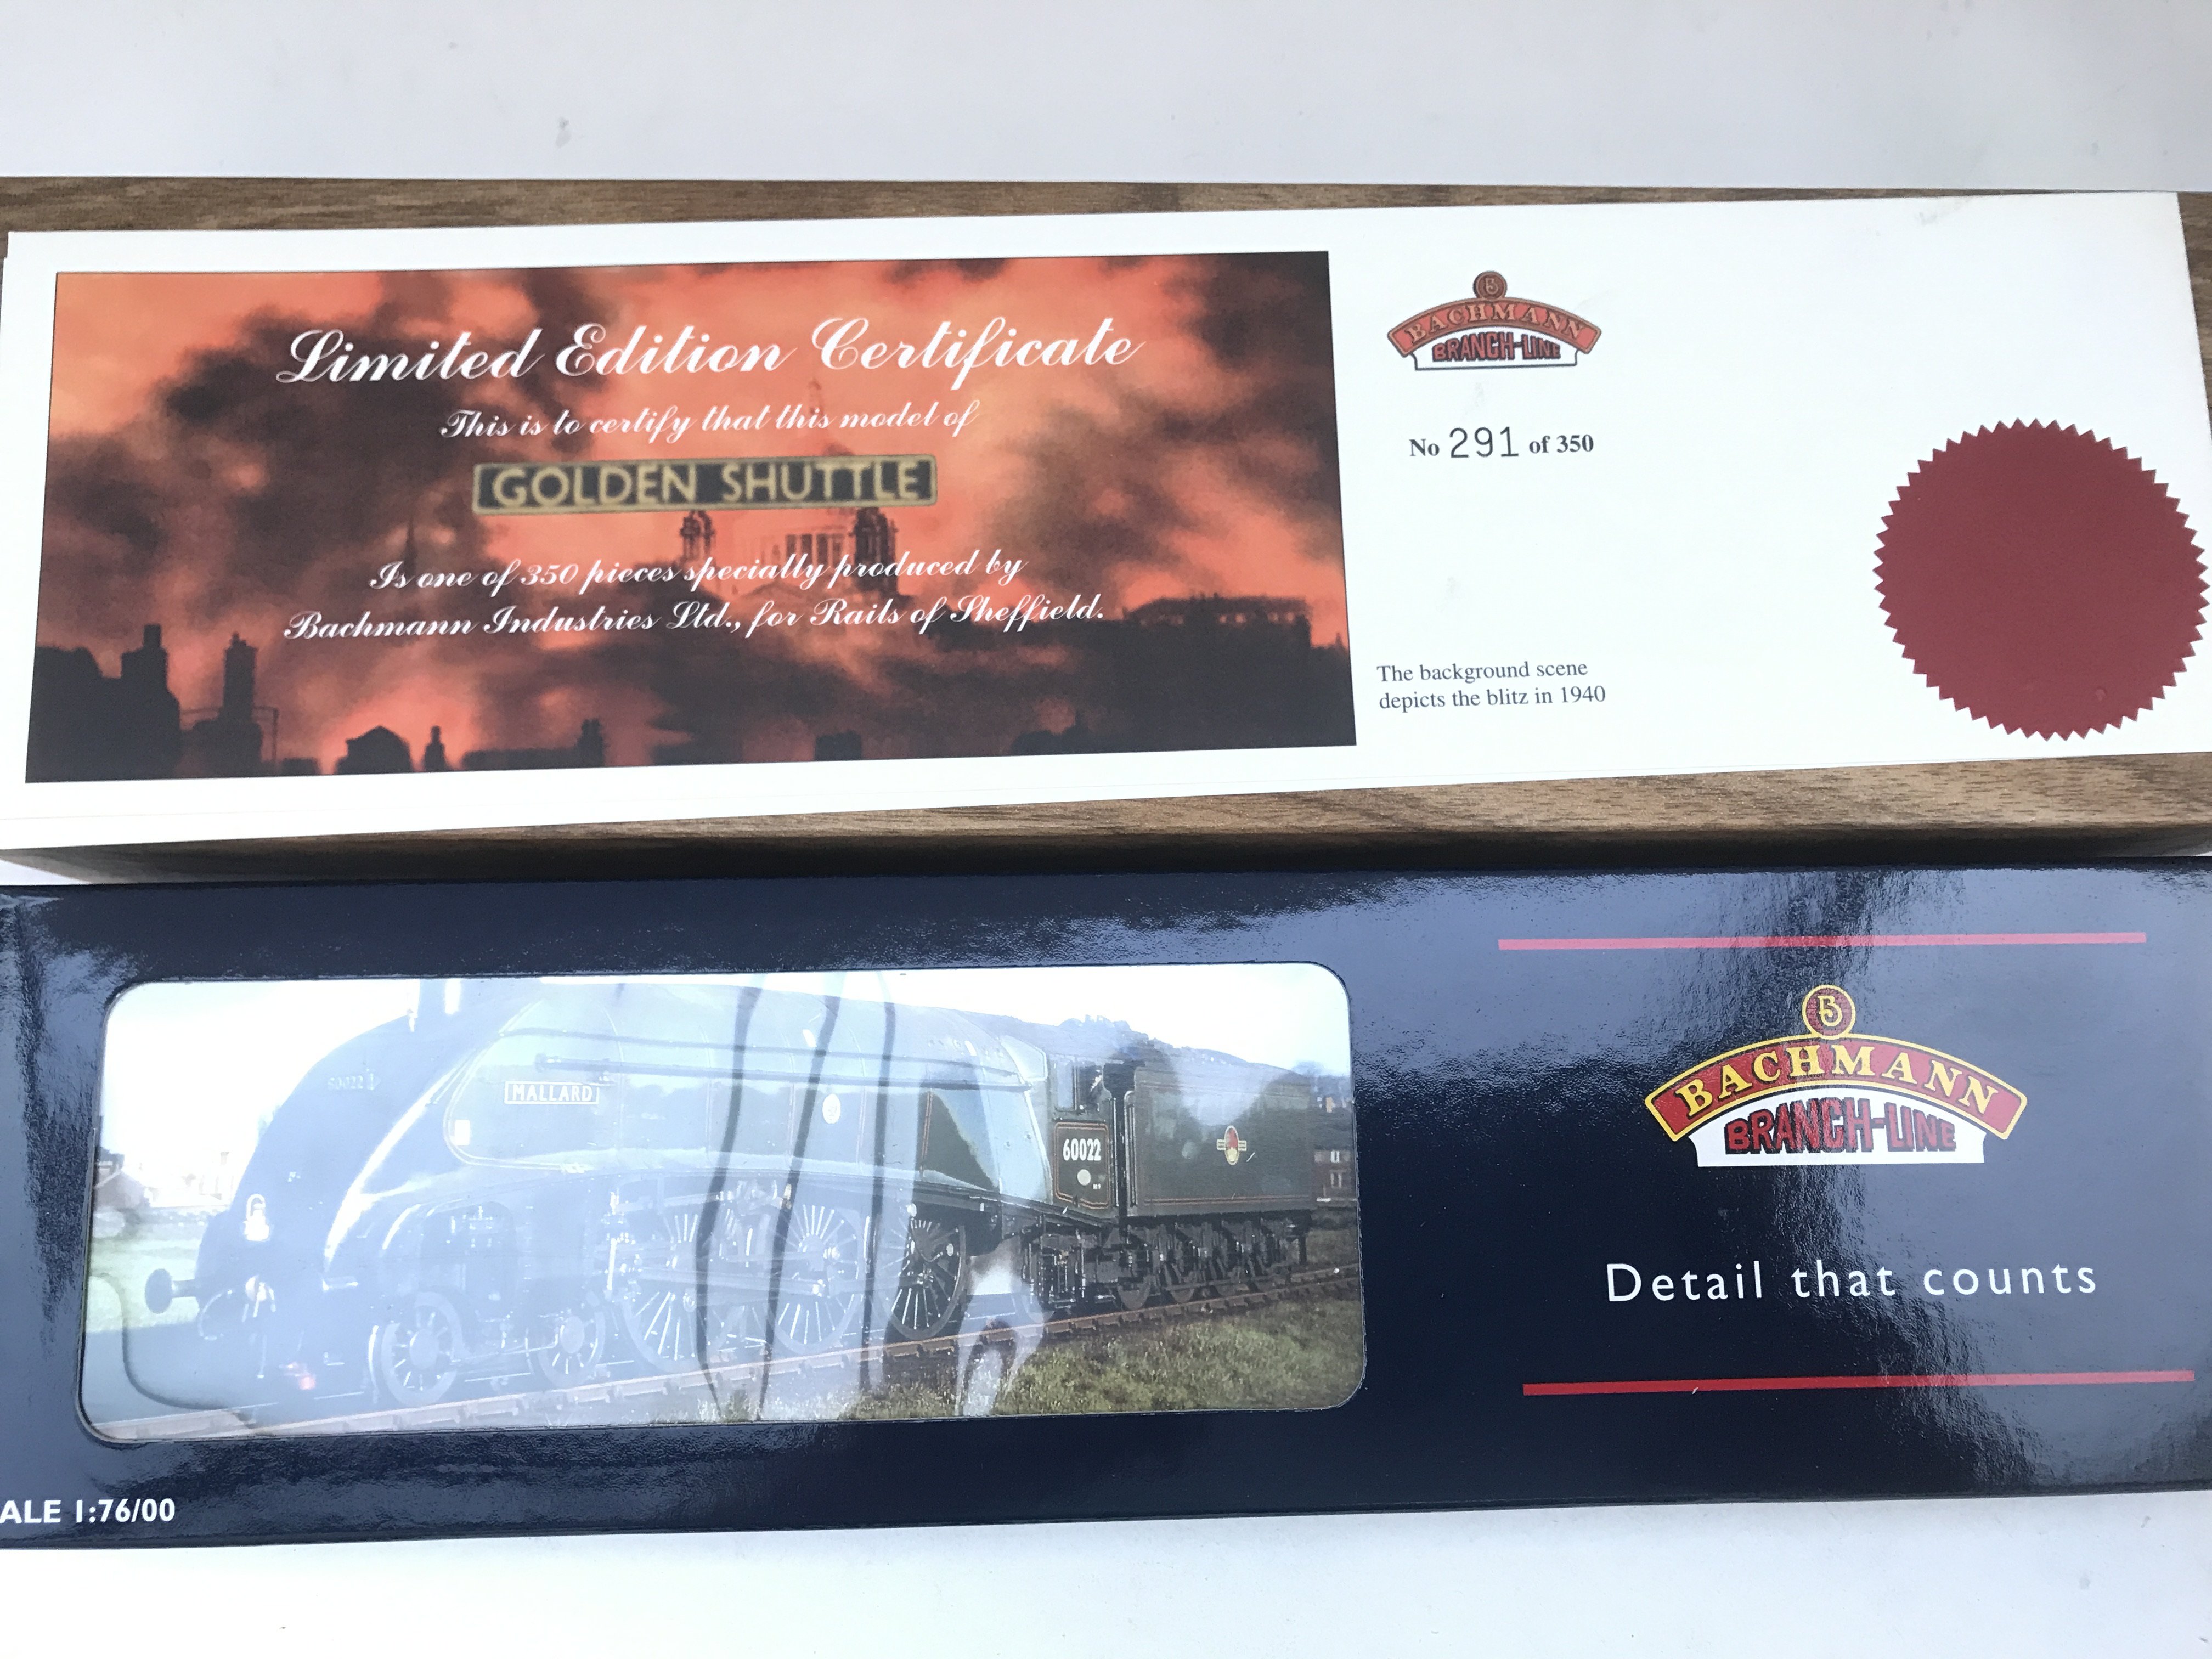 Limited Edition Certificate
This is to certify that this model of
GOLDEN SHUTTLE
Is one of 350 pieces specially produced by
Bachmann Industries Ltd., for Rails of Sheffield.
B
BACHMANN
BRANCH-LINE
No 291 of 350
The background scene
depicts the blitz in 1940
60022
MALLARD
60022
B
BACHMANN
BRANCH-LINE
Detail that counts
ALE 1:76/00